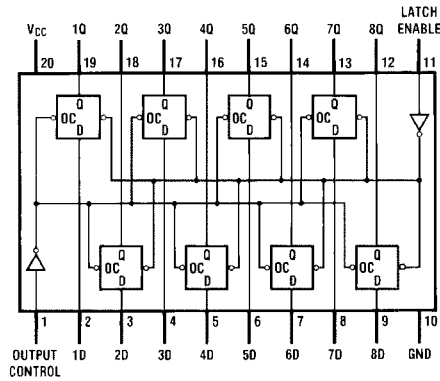 LATCH
VCC 1Q 2Q 3Q 4Q 5Q 6Q 7Q 8Q ENABLE
20 19 18 17 16 15 14 13 12 11
Q Q Q Q
OC OC OC OC
D D D D
Q Q Q Q
OC OC OC OC
D D D D
1 2 3 4 5 6 7 8 9 10
OUTPUT 1D 2D 3D 4D 5D 6D 7D 8D GND
CONTROL